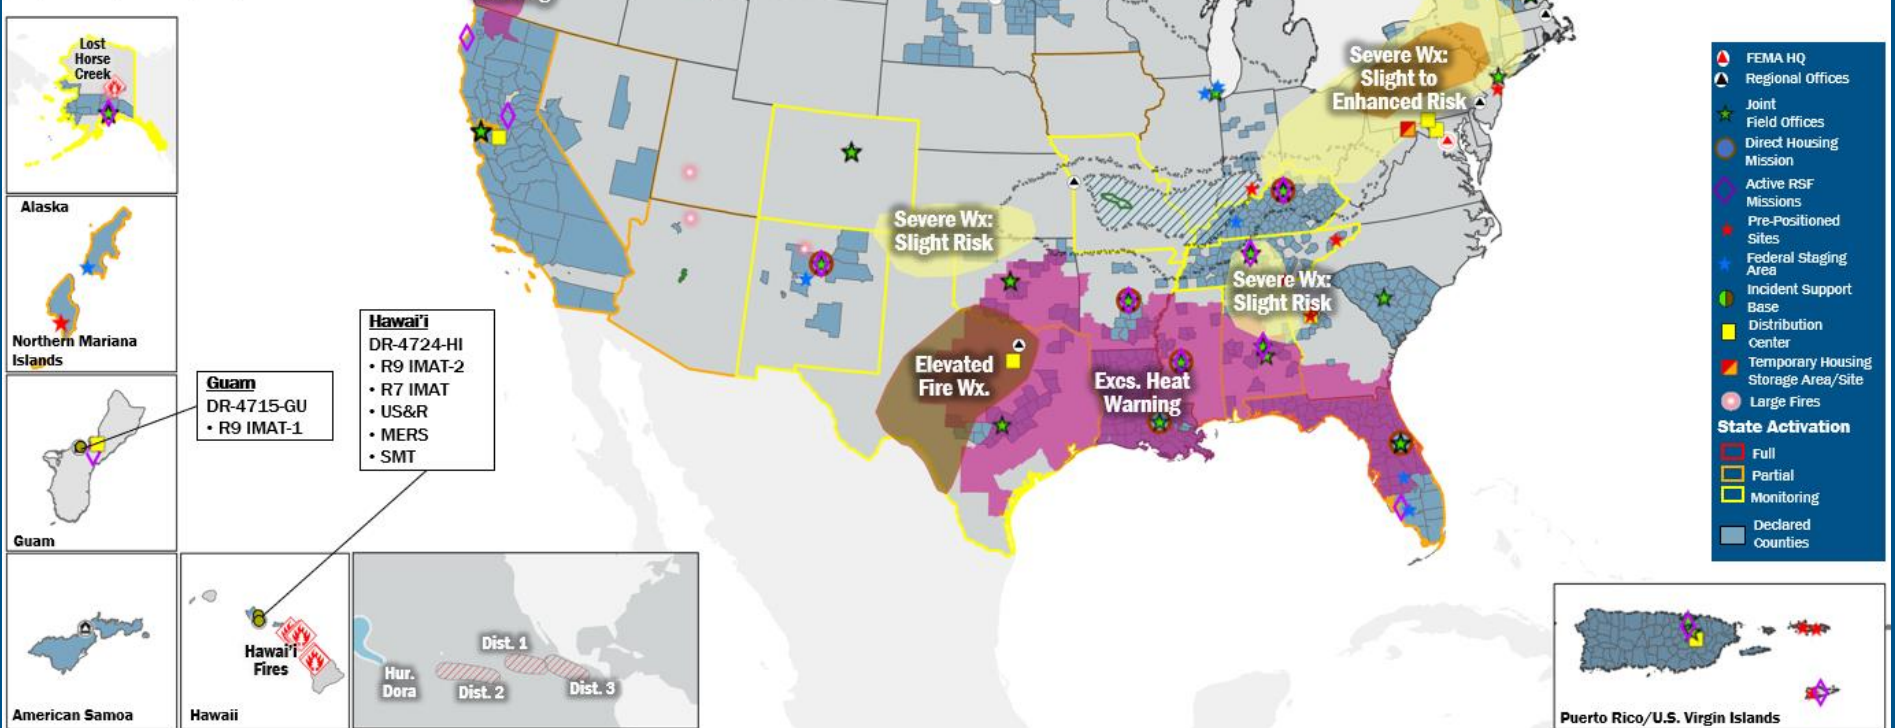 Lost
Horse
Creek
Alaska
Northern Mariana
Islands
Guam
American Samoa
Hawai'i
Fires
Hawaii
Guam
DR-4715-GU
• R9 IMAT-1
Hawai'i
DR-4724-HI
• R9 IMAT-2
• R7 IMAT
• US&R
• MERS
• SMT
Hur.
Dora
Dist. 1
Dist. 2
Dist. 3
Severe Wx:
Slight Risk
Elevated
Fire Wx.
Excs. Heat
Warning
Severe Wx:
Slight Risk
Severe Wx:
Slight to
Enhanced Risk
FEMA HQ
Regional Offices
Joint
Field Offices
Direct Housing
Mission
Active RSF
Missions
Pre-Positioned
Sites
Federal Staging
Area
Incident Support
Base
Distribution
Center
Temporary Housing
Storage Area/Site
Large Fires
State Activation
Full
Partial
Monitoring
Declared
Counties
Puerto Rico/U.S. Virgin Islands